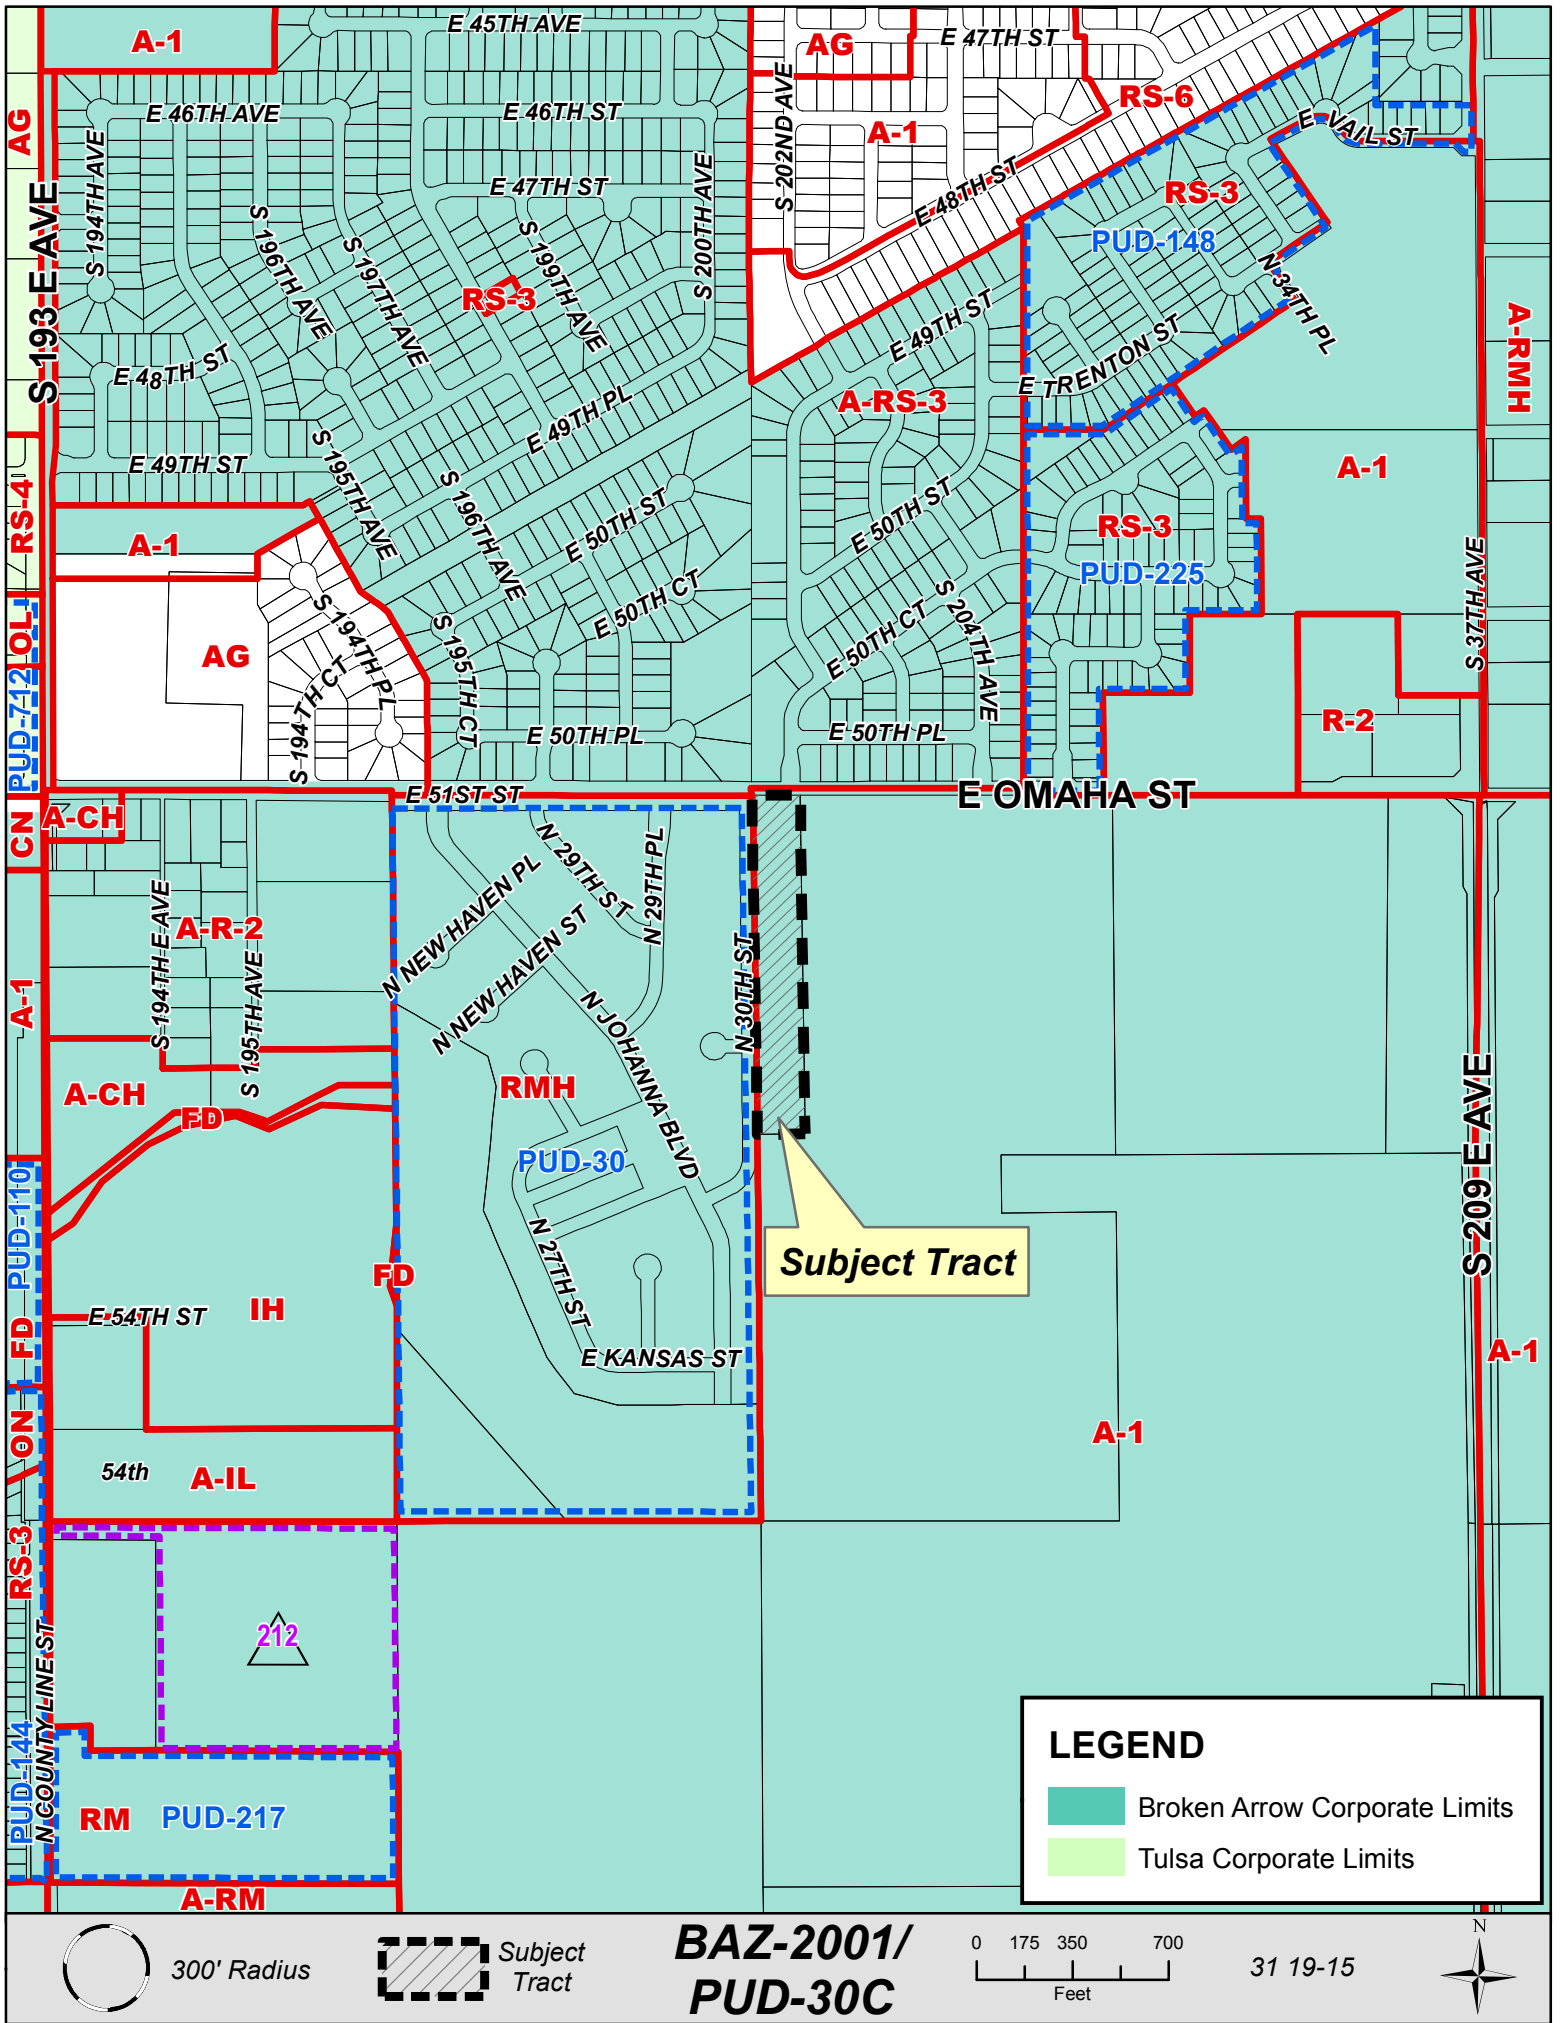 A-1
E 45TH AVE
AG
E 47TH ST
RS-6
AG
E 46TH AVE
E 46TH ST
S 202ND AVE
A-1
E VAIL ST
S 194TH AVE
S 193 E AVE
E 47TH ST
S 200TH AVE
E 48TH ST
RS-3
PUD-148
S 196TH AVE
S 197TH AVE
S 199TH AVE
RS-3
N 34TH PL
E 49TH ST
E TRENTON ST
A-RMH
E 48TH ST
E 49TH PL
A-RS-3
E 49TH ST
S 195TH AVE
S 196TH AVE
A-1
RS-4
A-1
E 50TH ST
E 50TH ST
RS-3
PUD-225
S 37TH AVE
E 50TH CT
S 204TH AVE
E 50TH CT
OL
AG
S 194TH PL
S 195TH CT
S 194TH CT
PUD-712
E 50TH PL
E 50TH PL
R-2
E 51ST ST
E OMAHA ST
CN
A-CH
N 29TH ST
N 29TH PL
N NEW HAVEN PL
A-R-2
S 194TH E AVE
S 195TH AVE
N NEW HAVEN ST
N 30TH ST
A-1
N JOHANNA BLVD
A-CH
FD
RMH
PUD-30
S 209 E AVE
PUD-110
Subject Tract
N 27TH ST
FD
IH
E 54TH ST
FD
E KANSAS ST
A-1
A-1
ON
54th
A-IL
RS-3
212
N COUNTY LINE ST
PUD-144
RM
PUD-217
A-RM
LEGEND
Broken Arrow Corporate Limits
Tulsa Corporate Limits
300' Radius
Subject
Tract
BAZ-2001/
PUD-30C
0 175 350 700
Feet
31 19-15
N